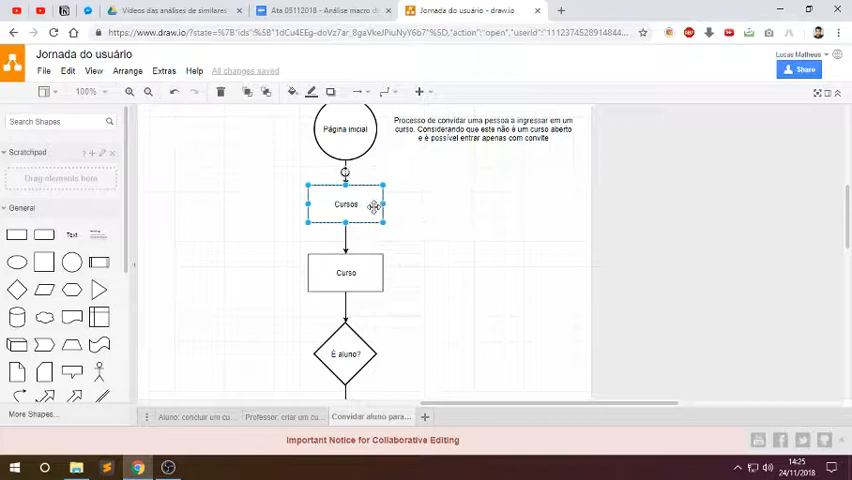 Vídeos das análises de similares
Ata 05112018 - Análise macro d
Jornada do usuário - draw.io
https://www.draw.io/?state=%7B"ids"%3A%5B"1dmCcb4EEg-doVz7ar_8gaVkeJPiuNyY6b7"%5D,"action":"open","userId"
Jornada do usuário
Lucas Matheus
File Edit View Arrange Extras Help All changes saved
Share
100%
Search Shapes
Scratchpad
Drag elements here
General
Text
More Shapes...
Página inicial
Processo de convidar uma pessoa a ingressar em um
curso. Considerando que este não é um curso aberto
e é possível entrar apenas com convite
Cursos
Curso
É aluno?
Aluno: concluir um cu...
Professor: criar um cu...
Convidar aluno para...
Important Notice for Collaborative Editing
14:25
24/11/2018